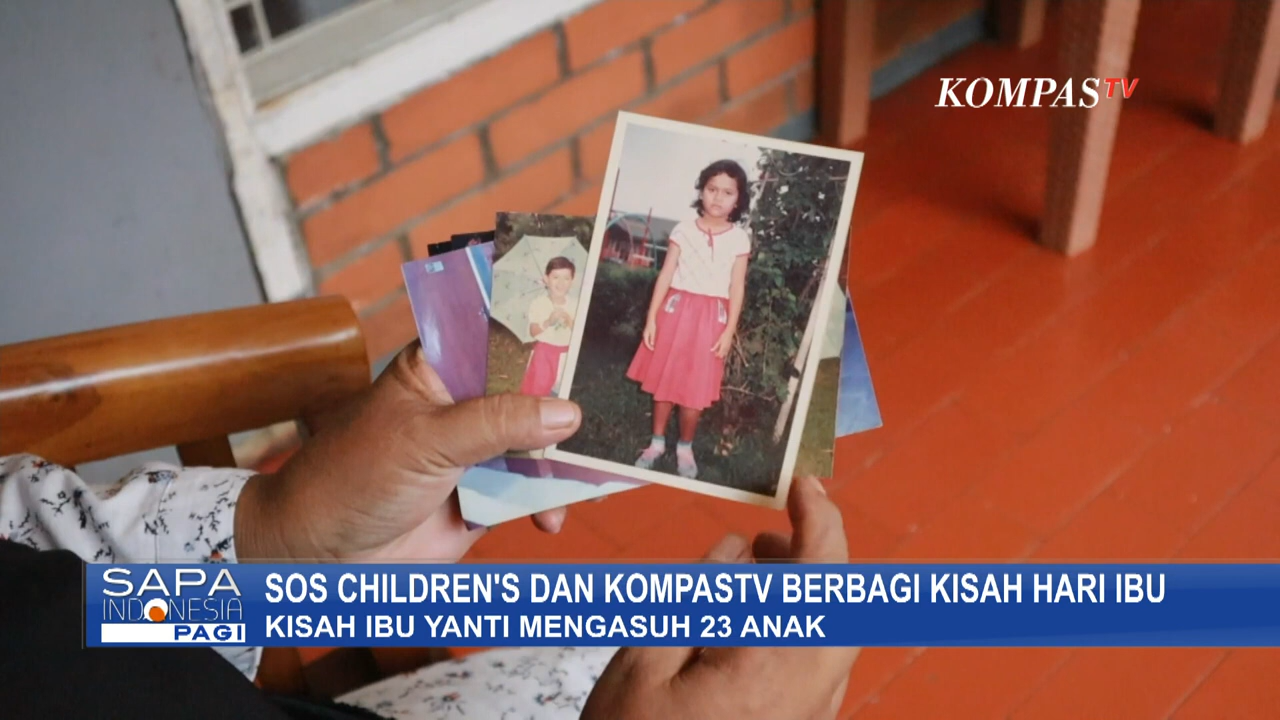 KOMPASTV
SAPA
INDONESIA
PAGI
SOS CHILDREN'S DAN KOMPASTV BERBAGI KISAH HARI IBU
KISAH IBU YANTI MENGASUH 23 ANAK